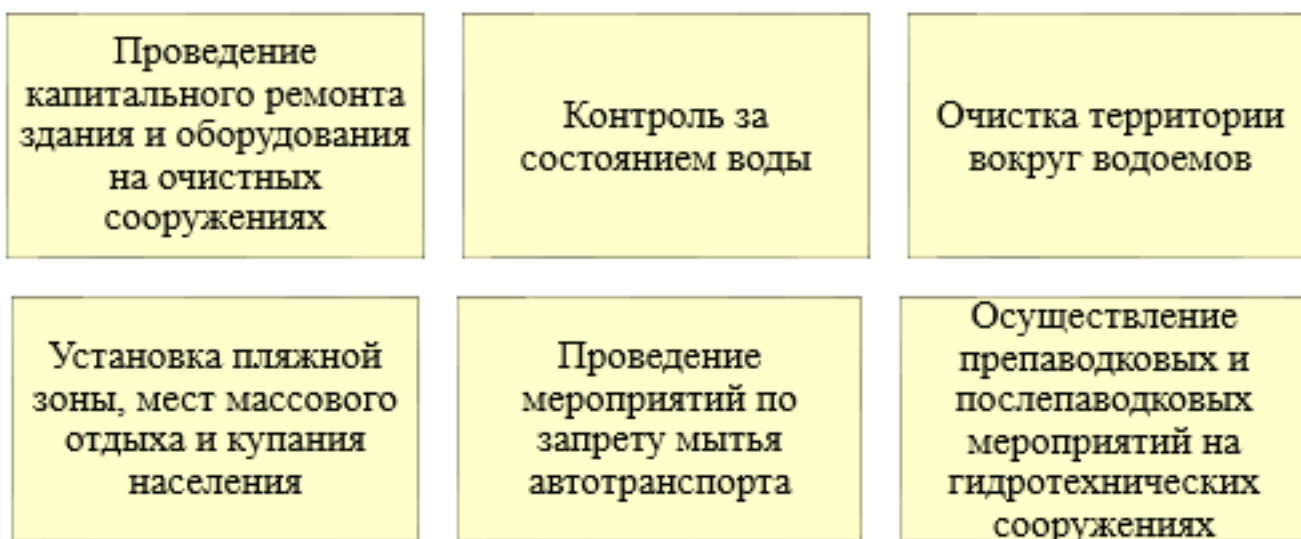 Проведение
капитального ремонта
здания и оборудования
на очистных
сооружениях
Контроль за
состоянием воды
Очистка территории
вокруг водоемов
Установка пляжной
зоны, мест массового
отдыха и купания
населения
Проведение
мероприятий по
запрету мытья
автотранспорта
Осуществление
препаводковых и
послепаводковых
мероприятий на
гидротехнических
сооружениях